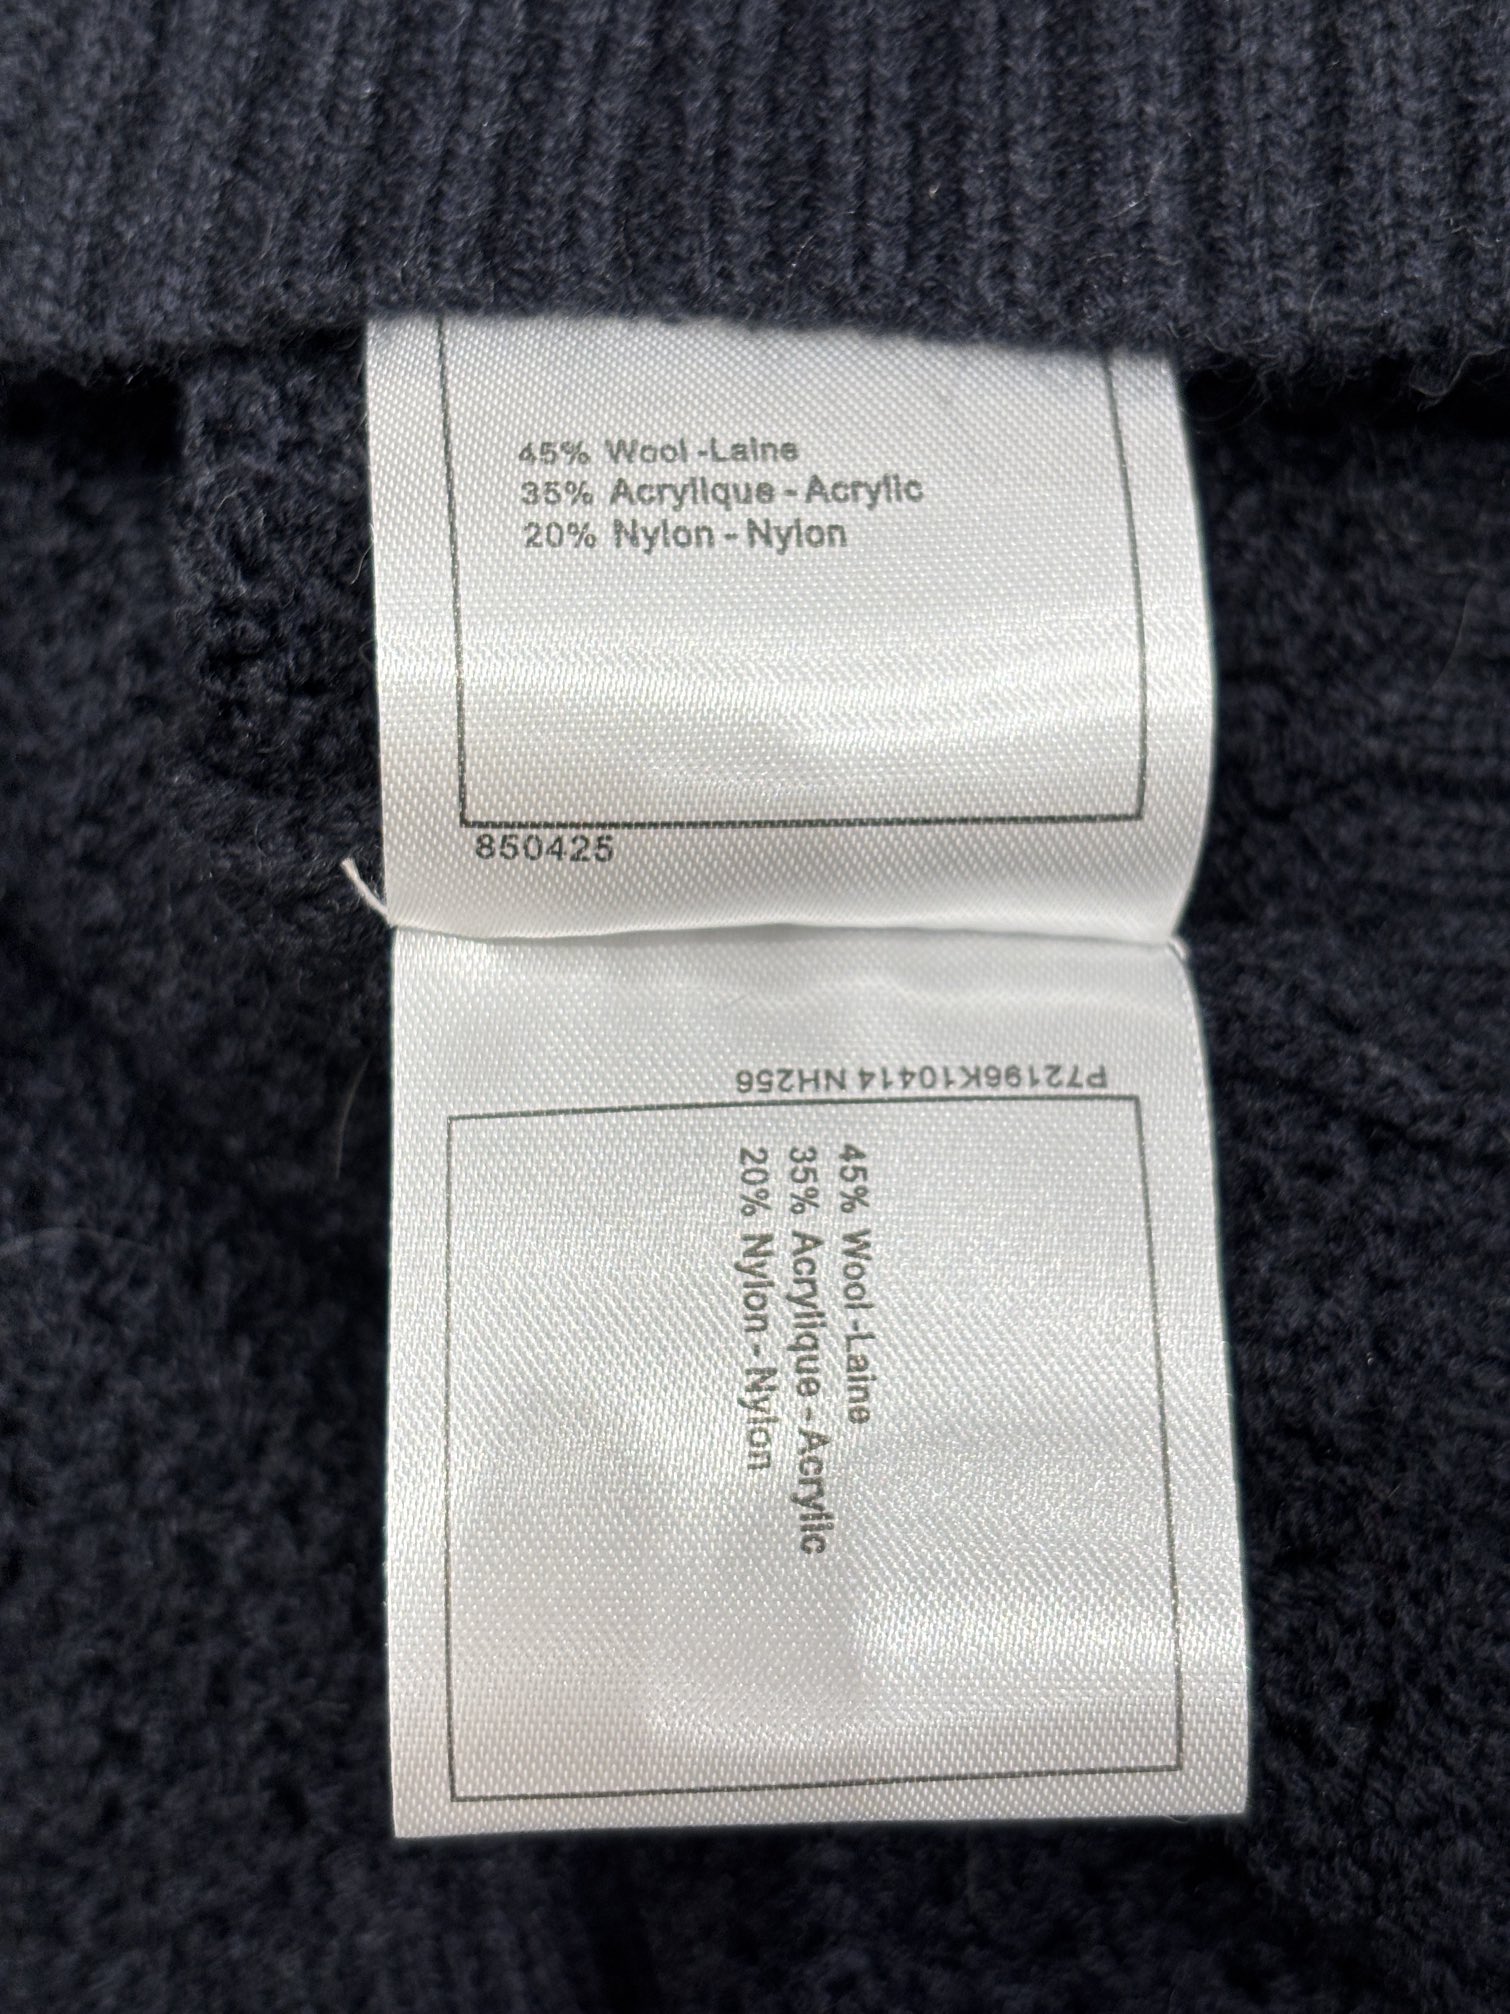 45% Wool -Laine
35% Acrylique - Acrylic
20% Nylon - Nylon
850425
P72196K10414 NH256
45% Wool -Laine
35% Acrylique - Acrylic
20% Nylon - Nylon